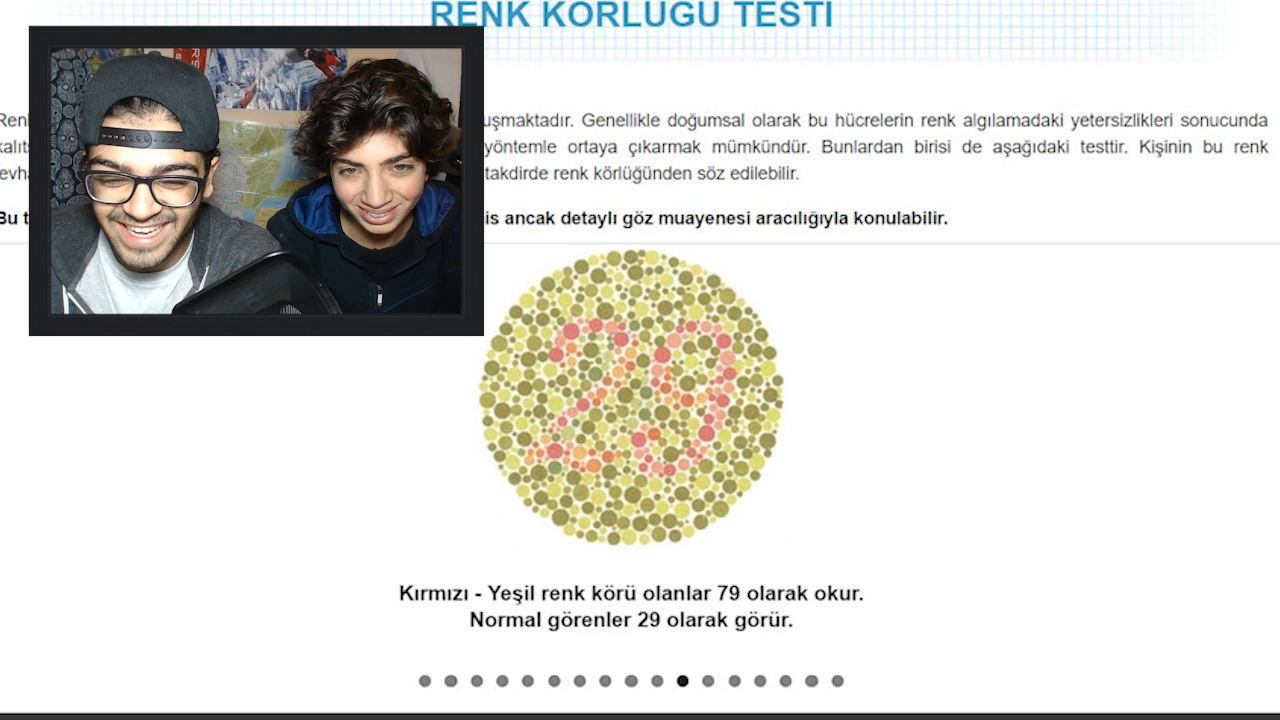 RENK KÖRLÜĞÜ TESTİ
uşmaktadır. Genellikle doğumsal olarak bu hücrelerin renk algılamadaki yetersizlikleri sonucunda
yöntemle ortaya çıkarmak mümkündür. Bunlardan birisi de aşağıdaki testtir. Kişinin bu renk
takdirde renk körlüğünden söz edilebilir.
is ancak detaylı göz muayenesi aracılığıyla konulabilir.
29
Kırmızı - Yeşil renk körü olanlar 79 olarak okur.
Normal görenler 29 olarak görür.